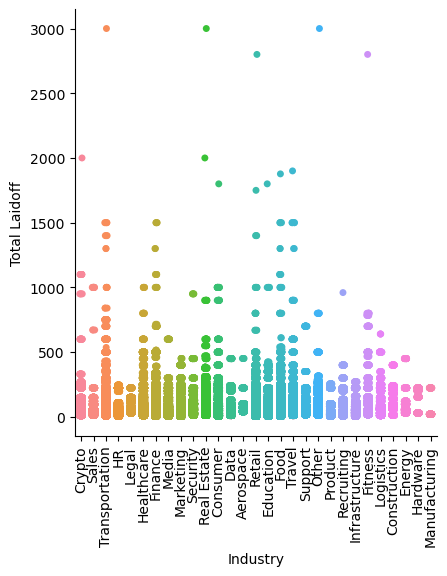 3000
2500
2000
1500
1000
500
0
Total Laidoff
Crypto
Sales
Transportation
HR
Legal
Healthcare
Finance
Media
Marketing
Security
Real Estate
Consumer
Data
Aerospace
Retail
Education
Food
Travel
Support
Other
Product
Recruiting
Infrastructure
Fitness
Logistics
Construction
Energy
Hardware
Manufacturing
Industry